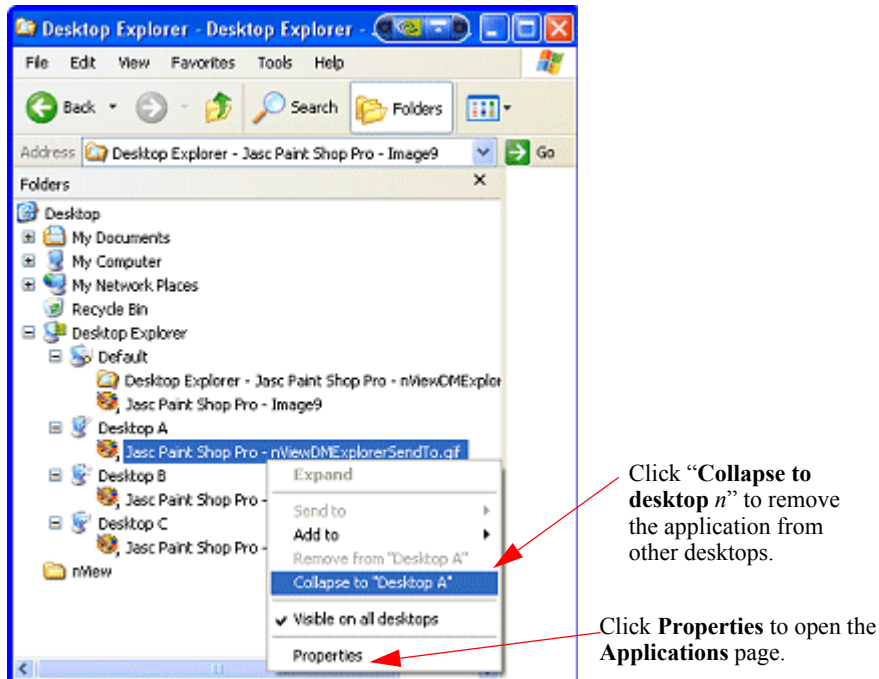 Desktop Explorer - Desktop Explorer -
File Edit View Favorites Tools Help
Back Search Folders
Address Desktop Explorer - Jasc Paint Shop Pro - Image9 Go
Folders
Desktop
My Documents
My Computer
My Network Places
Recycle Bin
Desktop Explorer
Default
Desktop Explorer - Jasc Paint Shop Pro - nViewDMExplor
Jasc Paint Shop Pro - Image9
Desktop A
Jasc Paint Shop Pro - nViewDMExplorerSendTo.gif
Desktop B
Jasc Paint Shop Pro -
Desktop C
Jasc Paint Shop Pro -
nView
Expand
Send to
Add to
Remove from "Desktop A"
Collapse to "Desktop A"
Visible on all desktops
Properties
Click “Collapse to
desktop n” to remove
the application from
other desktops.
Click Properties to open the
Applications page.